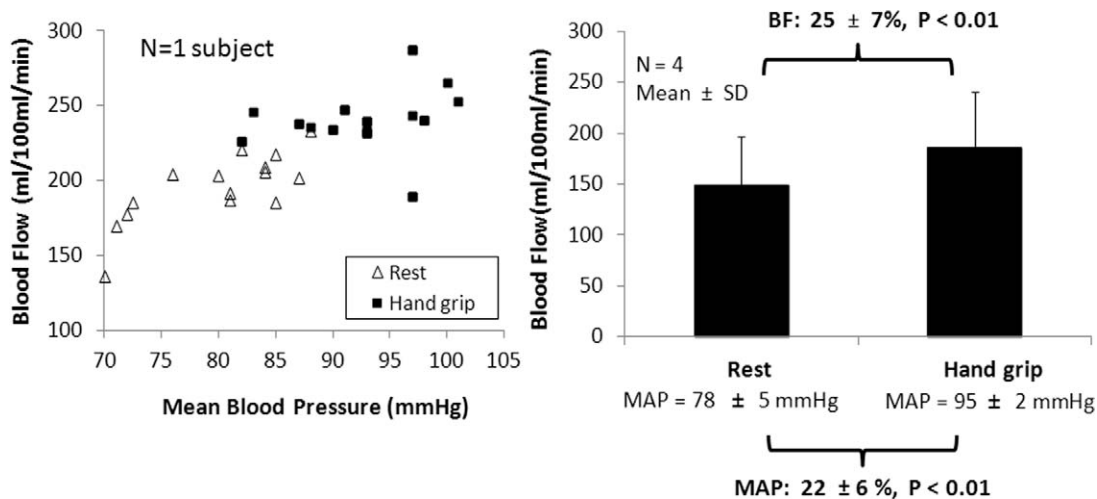 N=1 subject
Blood Flow (ml/100ml/min)
300
250
200
150
100
Rest
Hand grip
70 75 80 85 90 95 100 105
Mean Blood Pressure (mmHg)
BF: 25 ± 7%, P < 0.01
N = 4
Mean ± SD
Blood Flow(ml/100ml/min)
300
250
200
150
100
50
0
Rest Hand grip
MAP = 78 ± 5 mmHg MAP = 95 ± 2 mmHg
MAP: 22 ± 6 %, P < 0.01